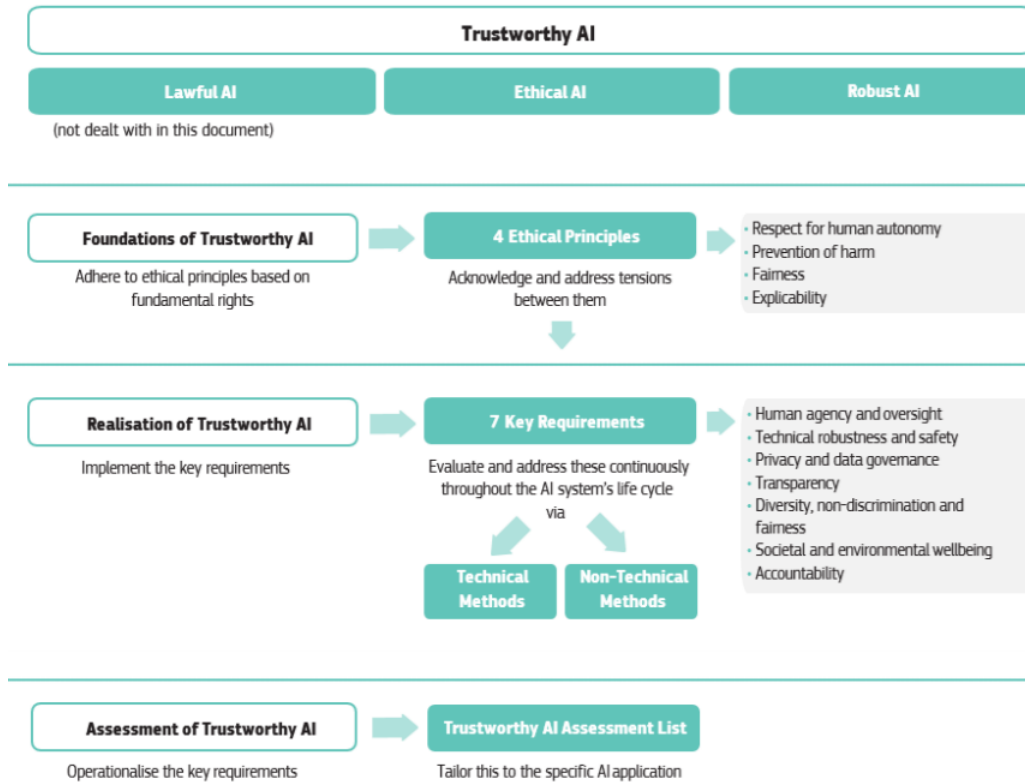 Trustworthy AI
Lawful AI
Ethical AI
Robust AI
(not dealt with in this document)
Foundations of Trustworthy AI
Adhere to ethical principles based on
fundamental rights
4 Ethical Principles
Acknowledge and address tensions
between them
· Respect for human autonomy
· Prevention of harm
· Fairness
· Explicability
Realisation of Trustworthy AI
Implement the key requirements
7 Key Requirements
Evaluate and address these continuously
throughout the AI system's life cycle
via
Technical
Methods
Non-Technical
Methods
· Human agency and oversight
· Technical robustness and safety
· Privacy and data governance
· Transparency
· Diversity, non-discrimination and
fairness
· Societal and environmental wellbeing
· Accountability
Assessment of Trustworthy AI
Operationalise the key requirements
Trustworthy AI Assessment List
Tailor this to the specific AI application